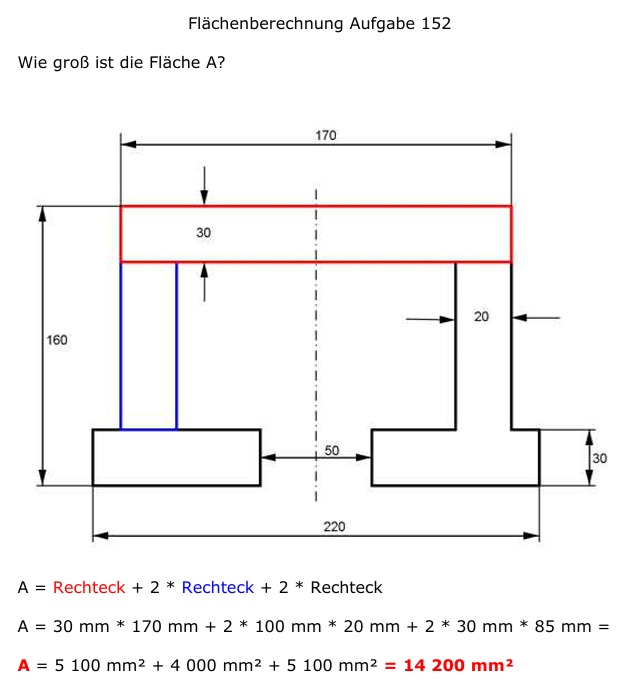 Flächenberechnung Aufgabe 152
Wie groß ist die Fläche A?
170
30
20
160
50
30
220
A = Rechteck + 2 * Rechteck + 2 * Rechteck
A = 30 mm * 170 mm + 2 * 100 mm * 20 mm + 2 * 30 mm * 85 mm =
A = 5 100 mm² + 4 000 mm² + 5 100 mm² = 14 200 mm²